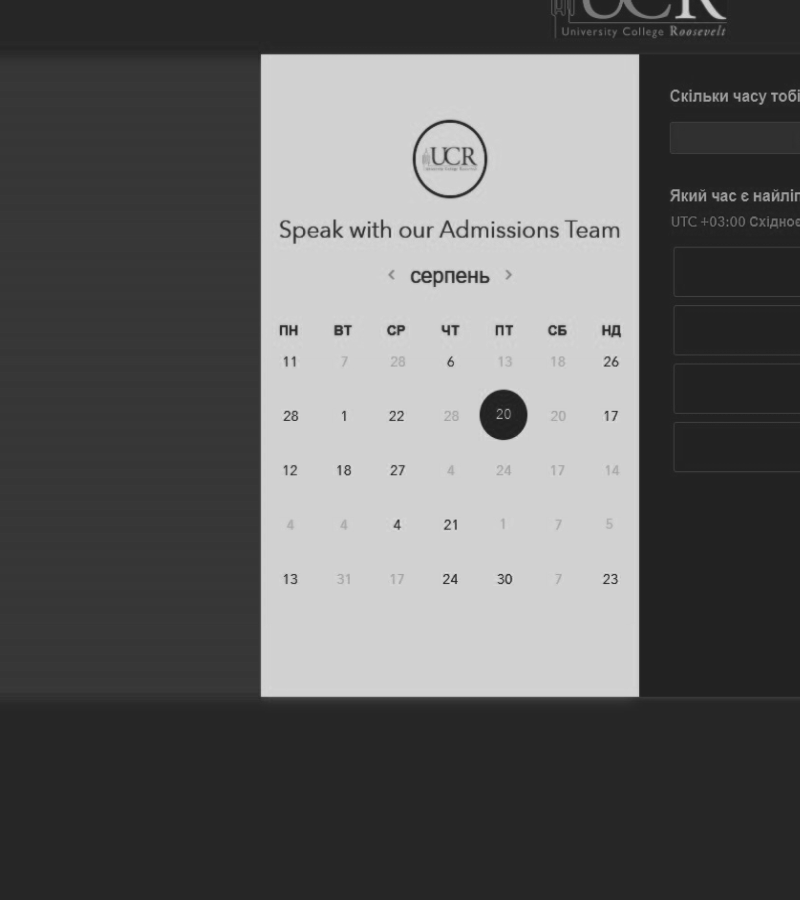 UCR
University College Roosevelt
UCR
Speak with our Admissions Team
< серпень >
ПН ВТ СР ЧТ ПТ СБ НД
11 7 28 6 13 18 26
28 1 22 28 20 20 17
12 18 27 4 24 17 14
4 4 4 21 1 7 5
13 31 17 24 30 7 23
Скільки часу тобі
Який час є найліп
UTC +03:00 Східноє